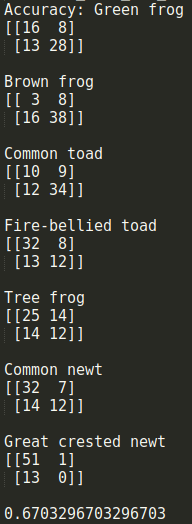 Accuracy: Green frog
[[16  8]
 [13 28]]
Brown frog
[[ 3  8]
 [16 38]]
Common toad
[[10  9]
 [12 34]]
Fire-bellied toad
[[32  8]
 [13 12]]
Tree frog
[[25 14]
 [14 12]]
Common newt
[[32  7]
 [14 12]]
Great crested newt
[[51  1]
 [13  0]]
0.6703296703296703